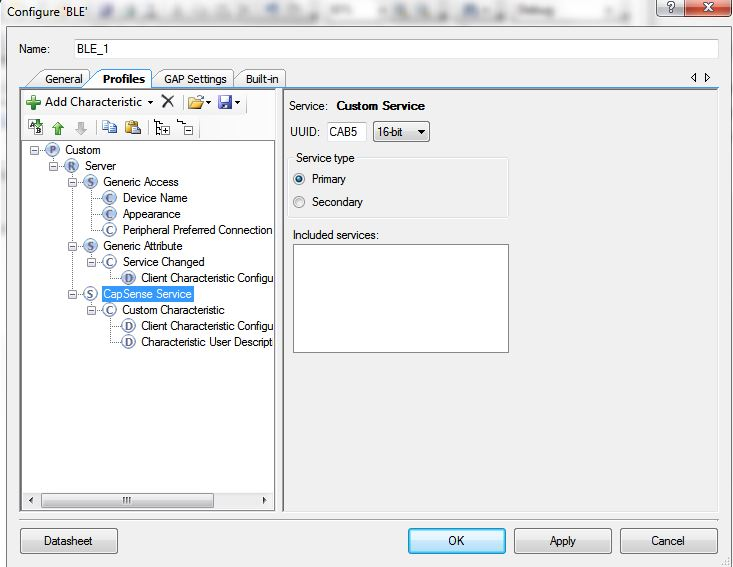 Configure 'BLE'
Name: BLE_1
General Profiles GAP Settings Built-in
Add Characteristic
Service: Custom Service
UUID: CAB5 16-bit
Service type
Primary
Secondary
Included services:
P Custom
R Server
S Generic Access
C Device Name
C Appearance
C Peripheral Preferred Connection
S Generic Attribute
C Service Changed
D Client Characteristic Configu
S CapSense Service
C Custom Characteristic
D Client Characteristic Configu
D Characteristic User Descript
Datasheet OK Apply Cancel